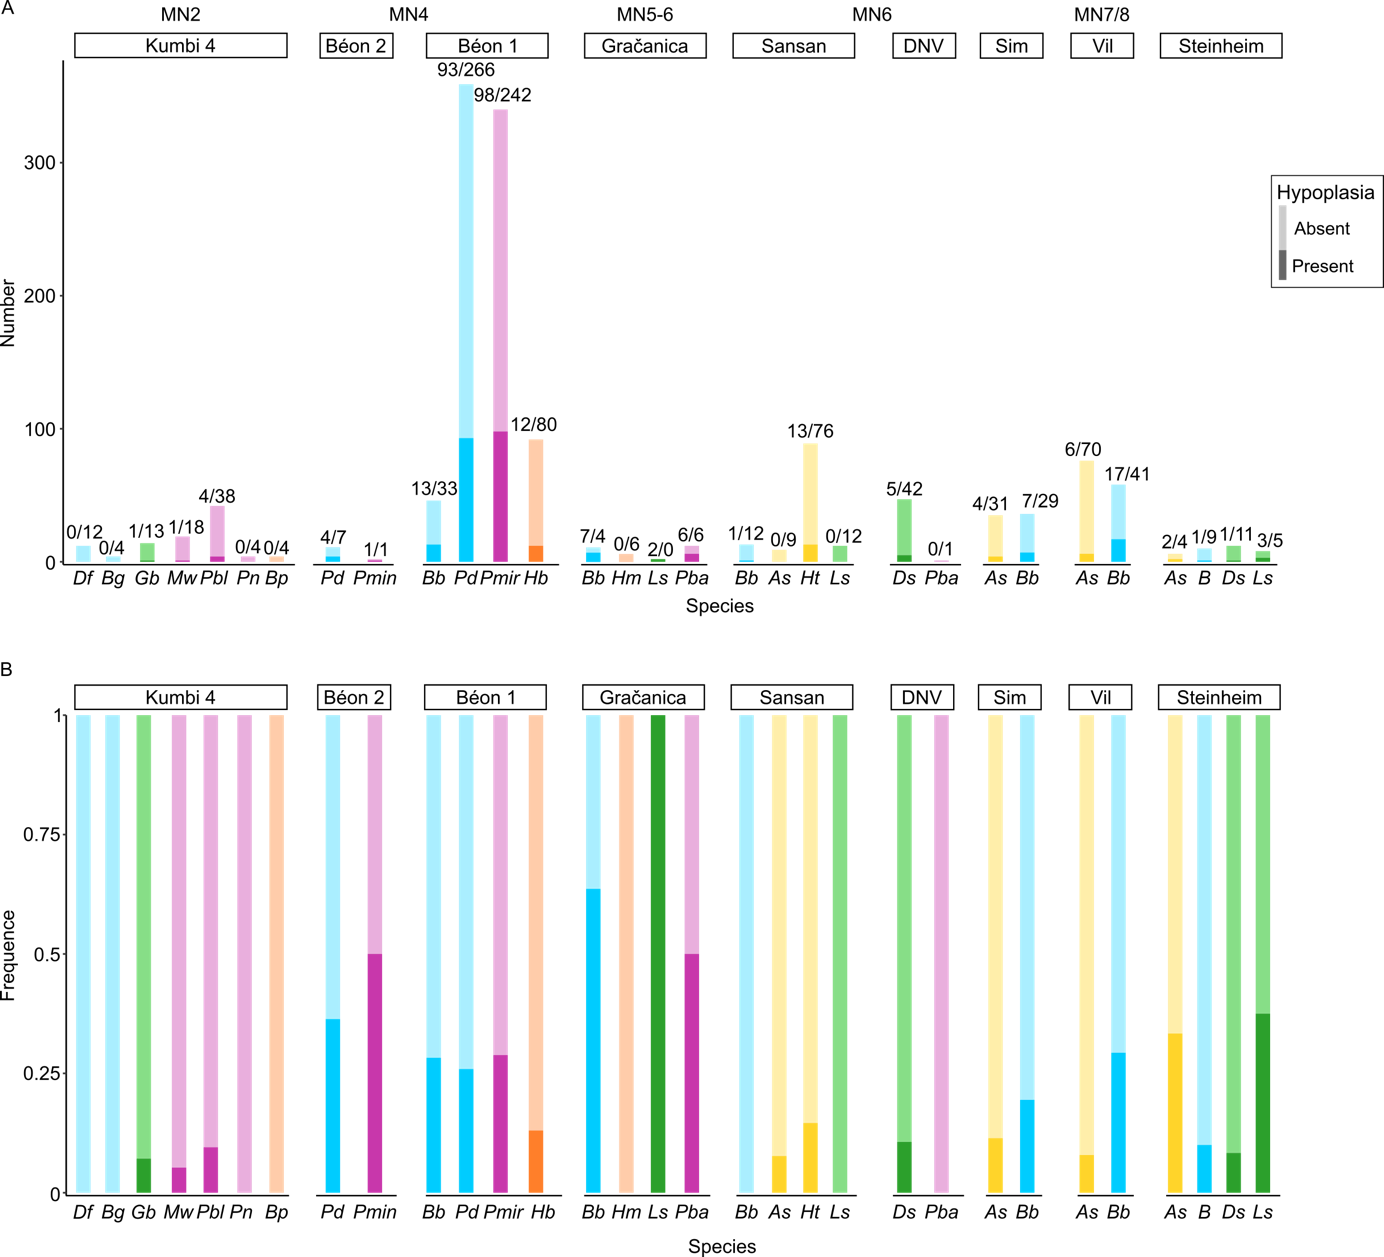 A
MN2 MN4 MN5-6 MN6 MN7/8
Kumbi 4 Béon 2 Béon 1 Gračanica Sansan DNV Sim Vil Steinheim
93/266
98/242
300
Hypoplasia
Absent
Present
200
Number
100
12/80
13/76
6/70
13/33
17/41
4/38
5/42
4/31 7/29
0/12 0/4 1/13 1/18 0/4 0/4
4/7 1/1
7/4 0/6 2/0 6/6
1/12 0/9 0/12
0/1
2/4 1/9 1/11 3/5
0
Df Bg Gb Mw Pbl Pn Bp Pd Pmin Bb Pd Pmir Hb Bb Hm Ls Pba Bb As Ht Ls Ds Pba As Bb As Bb As B Ds Ls
Species
B
Kumbi 4 Béon 2 Béon 1 Gračanica Sansan DNV Sim Vil Steinheim
1
0.75
0.5
Frequence
0.25
0
Df Bg Gb Mw Pbl Pn Bp Pd Pmin Bb Pd Pmir Hb Bb Hm Ls Pba Bb As Ht Ls Ds Pba As Bb As Bb As B Ds Ls
Species